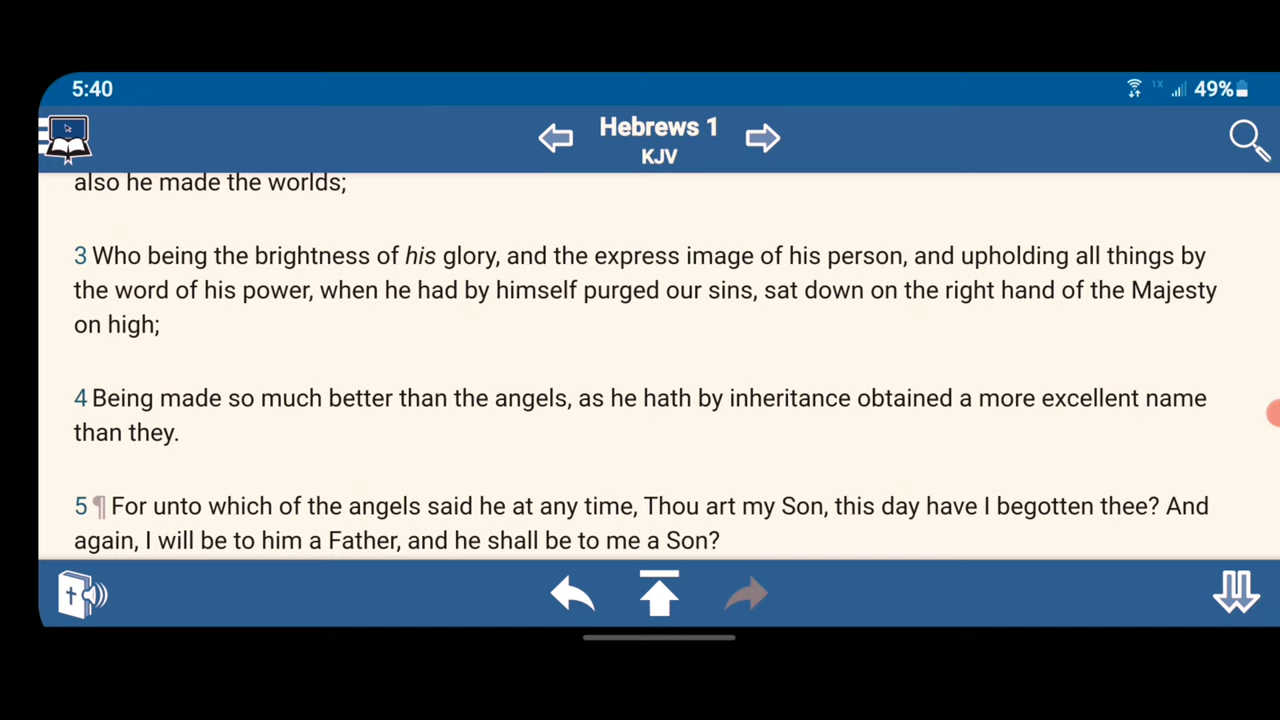 5:40
1X
49%
Hebrews 1
KJV
also he made the worlds;
3 Who being the brightness of his glory, and the express image of his person, and upholding all things by
the word of his power, when he had by himself purged our sins, sat down on the right hand of the Majesty
on high;
4 Being made so much better than the angels, as he hath by inheritance obtained a more excellent name
than they.
5 ¶ For unto which of the angels said he at any time, Thou art my Son, this day have I begotten thee? And
again, I will be to him a Father, and he shall be to me a Son?